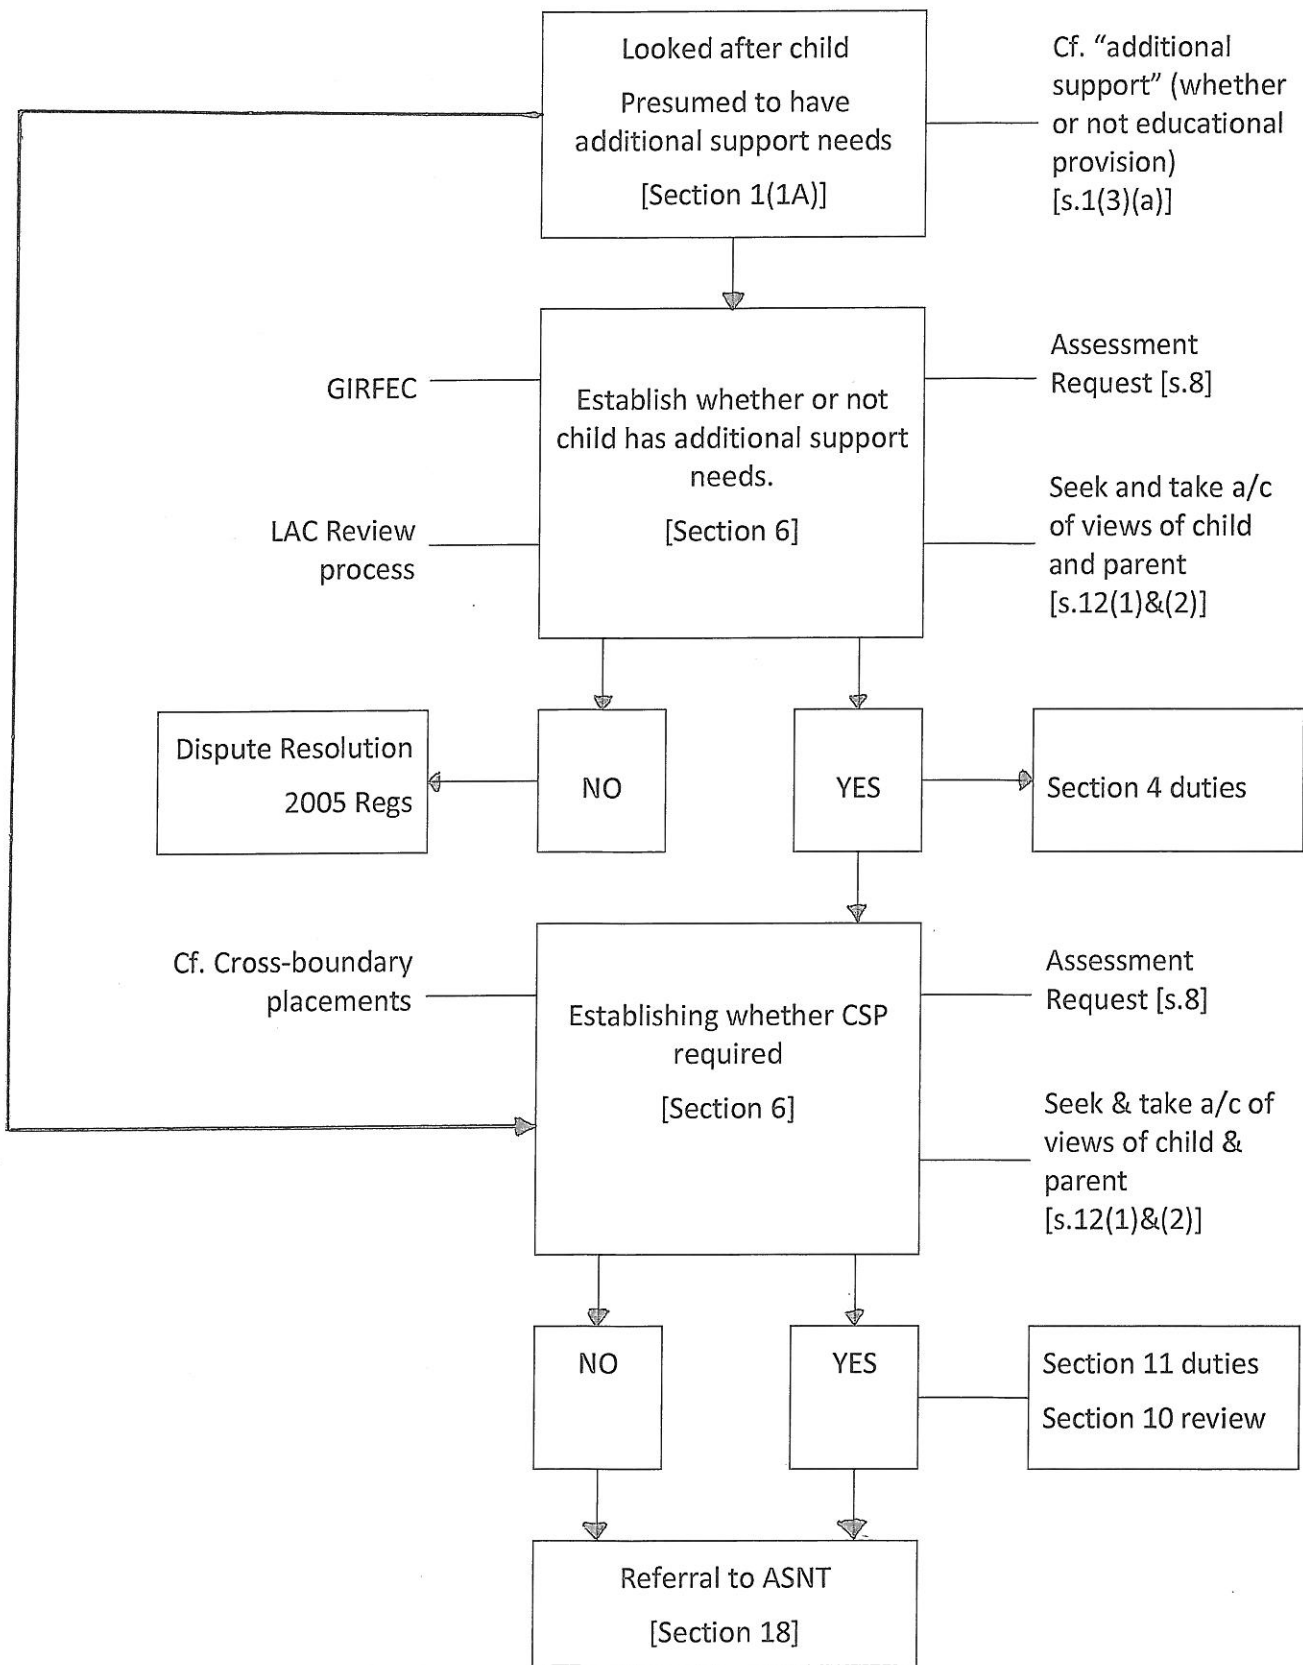 Looked after child
Presumed to have
additional support needs
[Section 1(1A)]
Cf. “additional
support” (whether
or not educational
provision)
[s.1(3)(a)]
GIRFEC
LAC Review
process
Establish whether or not
child has additional support
needs.
[Section 6]
Assessment
Request [s.8]
Seek and take a/c
of views of child
and parent
[s.12(1)&(2)]
Dispute Resolution
2005 Regs
NO
YES
Section 4 duties
Cf. Cross-boundary
placements
Establishing whether CSP
required
[Section 6]
Assessment
Request [s.8]
Seek & take a/c of
views of child &
parent
[s.12(1)&(2)]
NO
YES
Section 11 duties
Section 10 review
Referral to ASNT
[Section 18]